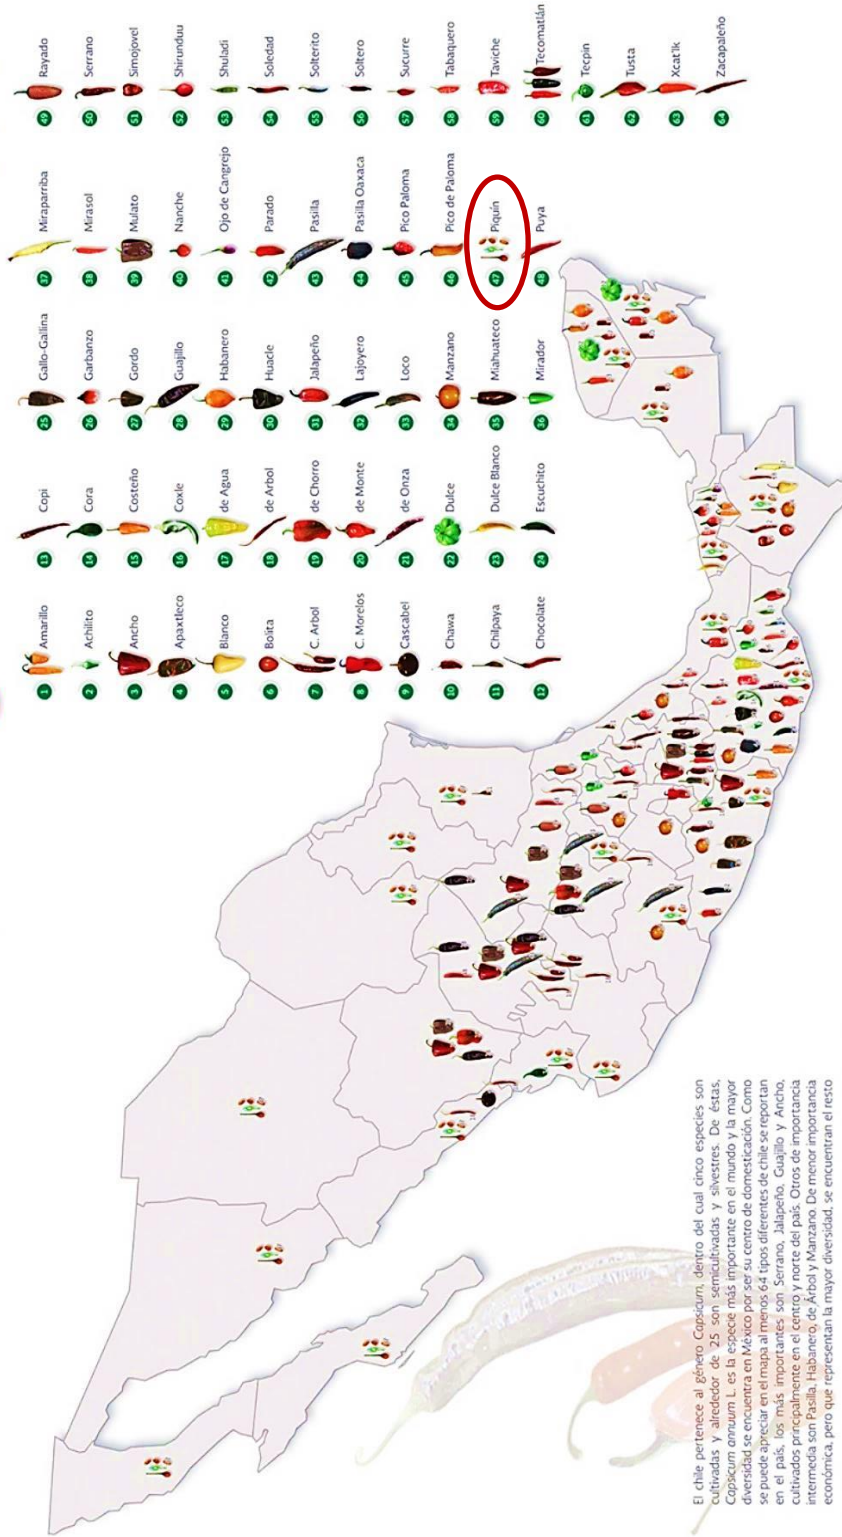 1 Amarillo
2 Achilito
3 Ancho
4 Apaxtleco
5 Blanco
6 Bolita
7 C. Arbol
8 C. Morelos
9 Cascabel
10 Chawa
11 Chilpaya
12 Chocolate
13 Copi
14 Cora
15 Costeño
16 Coxle
17 de Agua
18 de Arbol
19 de Chorro
20 de Monte
21 de Onza
22 Dulce
23 Dulce Blanco
24 Escuchito
25 Gallo-Gallina
26 Garbanzo
27 Gordo
28 Guajillo
29 Habanero
30 Huacle
31 Jalapeño
32 Lajoyero
33 Loco
34 Manzano
35 Miahuateco
36 Mirador
37 Miraparriba
38 Mirasol
39 Mulato
40 Nanche
41 Ojo de Cangrejo
42 Parado
43 Pasilla
44 Pasilla Oaxaca
45 Pico Paloma
46 Pico de Paloma
47 Piquín
48 Puya
49 Rayado
50 Serrano
51 Simojovel
52 Shirunduu
53 Shuladi
54 Soledad
55 Solterito
56 Soltero
57 Sucurre
58 Tabaquero
59 Taviche
60 Tecomatlán
61 Tecpin
62 Tusta
63 Xcat'ik
64 Zacapaleño
El chile pertenece al género Capsicum, dentro del cual cinco especies son
cultivadas y alrededor de 25 son semicultivadas y silvestres. De éstas,
Capsicum annuum L. es la especie más importante en el mundo y la mayor
diversidad se encuentra en México por ser su centro de domesticación. Como
se puede apreciar en el mapa al menos 64 tipos diferentes de chile se reportan
en el país, los más importantes son Serrano, Jalapeño, Guajillo y Ancho,
cultivados principalmente en el centro y norte del país. Otros de importancia
intermedia son Pasilla, Habanero, de Árbol y Manzano. De menor importancia
económica, pero que representan la mayor diversidad, se encuentran el resto